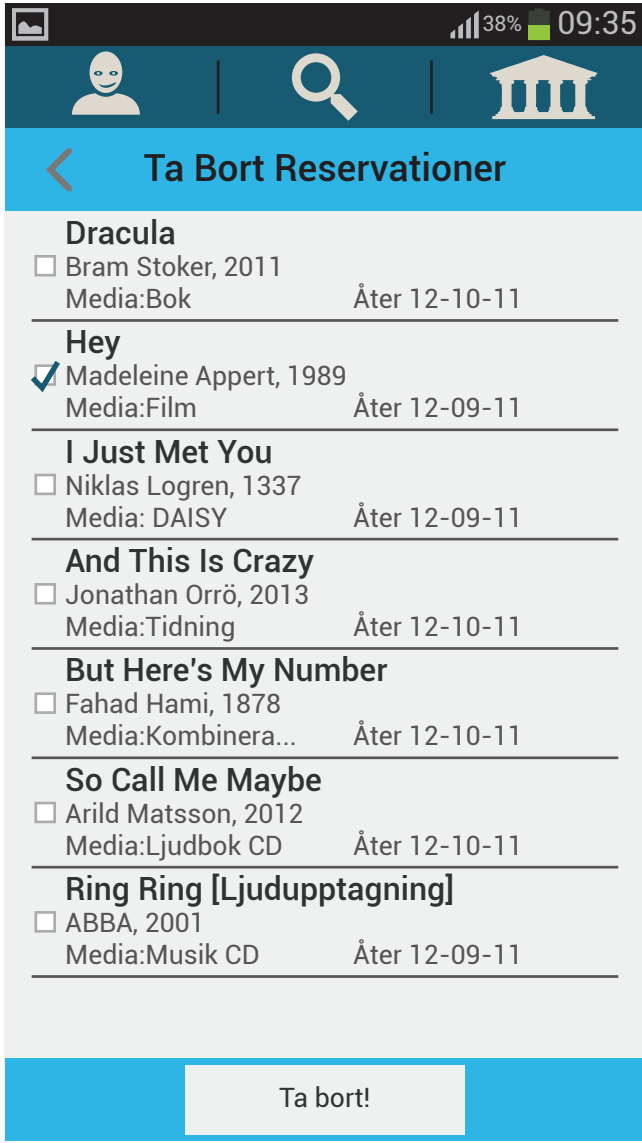 38% 09:35
Ta Bort Reservationer
Dracula
Bram Stoker, 2011
Media:Bok Åter 12-10-11
Hey
Madeleine Appert, 1989
Media:Film Åter 12-09-11
I Just Met You
Niklas Logren, 1337
Media: DAISY Åter 12-09-11
And This Is Crazy
Jonathan Orrö, 2013
Media:Tidning Åter 12-10-11
But Here's My Number
Fahad Hami, 1878
Media:Kombinera... Åter 12-10-11
So Call Me Maybe
Arild Matsson, 2012
Media:Ljudbok CD Åter 12-10-11
Ring Ring [Ljudupptagning]
ABBA, 2001
Media:Musik CD Åter 12-09-11
Ta bort!